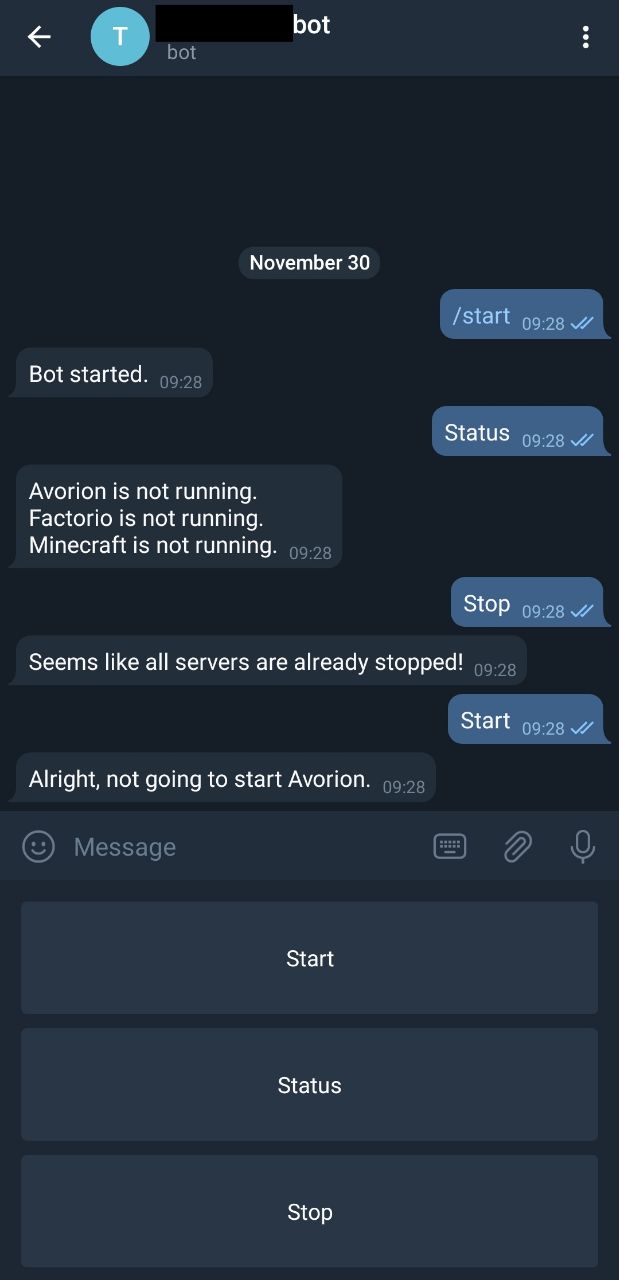 T
bot
bot
November 30
/start 09:28
Bot started. 09:28
Status 09:28
Avorion is not running.
Factorio is not running.
Minecraft is not running. 09:28
Stop 09:28
Seems like all servers are already stopped! 09:28
Start 09:28
Alright, not going to start Avorion. 09:28
Message
Start
Status
Stop